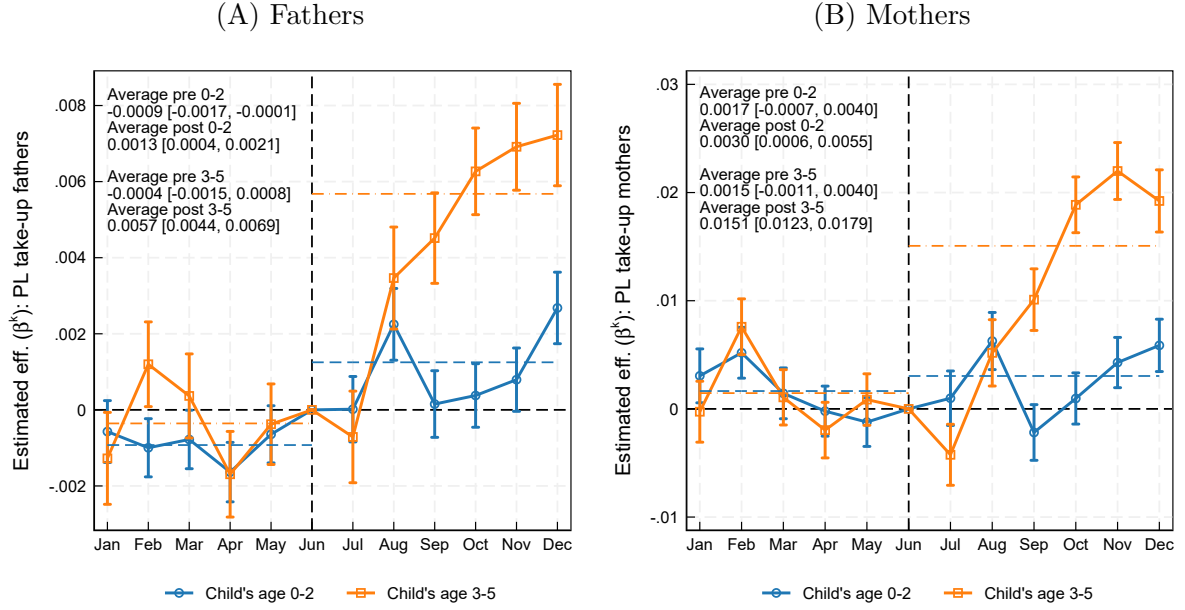 (A) Fathers
Average pre 0-2
-0.0009 [-0.0017, -0.0001]
Average post 0-2
0.0013 [0.0004, 0.0021]
Average pre 3-5
-0.0004 [-0.0015, 0.0008]
Average post 3-5
0.0057 [0.0044, 0.0069]
Estimated eff. (βᵏ): PL take-up fathers
.008
.006
.004
.002
0
-.002
Jan Feb Mar Apr May Jun Jul Aug Sep Oct Nov Dec
Child's age 0-2 Child's age 3-5
(B) Mothers
Average pre 0-2
0.0017 [-0.0007, 0.0040]
Average post 0-2
0.0030 [0.0006, 0.0055]
Average pre 3-5
0.0015 [-0.0011, 0.0040]
Average post 3-5
0.0151 [0.0123, 0.0179]
Estimated eff. (βᵏ): PL take-up mothers
.03
.02
.01
0
-.01
Jan Feb Mar Apr May Jun Jul Aug Sep Oct Nov Dec
Child's age 0-2 Child's age 3-5